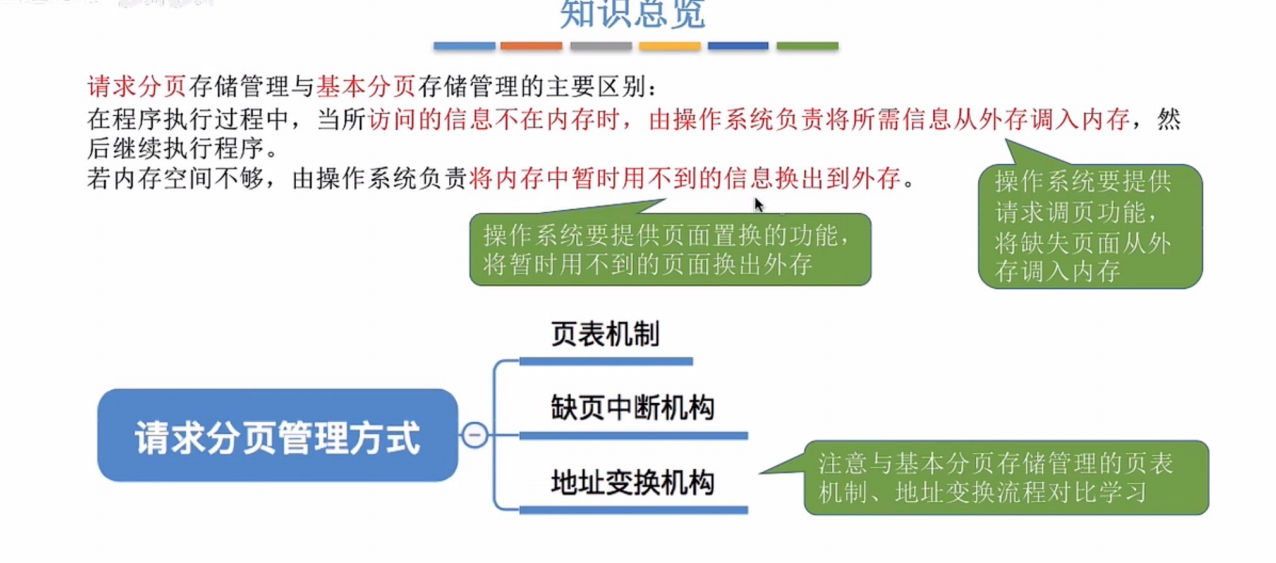 知识总览
请求分页存储管理与基本分页存储管理的主要区别：
在程序执行过程中，当所访问的信息不在内存时，由操作系统负责将所需信息从外存调入内存，然
后继续执行程序。
若内存空间不够，由操作系统负责将内存中暂时用不到的信息换出到外存。
操作系统要提供
请求调页功能，
将缺失页面从外
存调入内存
操作系统要提供页面置换的功能，
将暂时用不到的页面换出外存
页表机制
缺页中断机构
请求分页管理方式
地址变换机构
注意与基本分页存储管理的页表
机制、地址变换流程对比学习